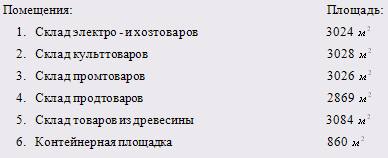 Помещения: Площадь:
1. Склад электро - и хозтоваров 3024 м²
2. Склад культтоваров 3028 м²
3. Склад промтоваров 3026 м²
4. Склад продтоваров 2869 м²
5. Склад товаров из древесины 3084 м²
6. Контейнерная площадка 860 м²